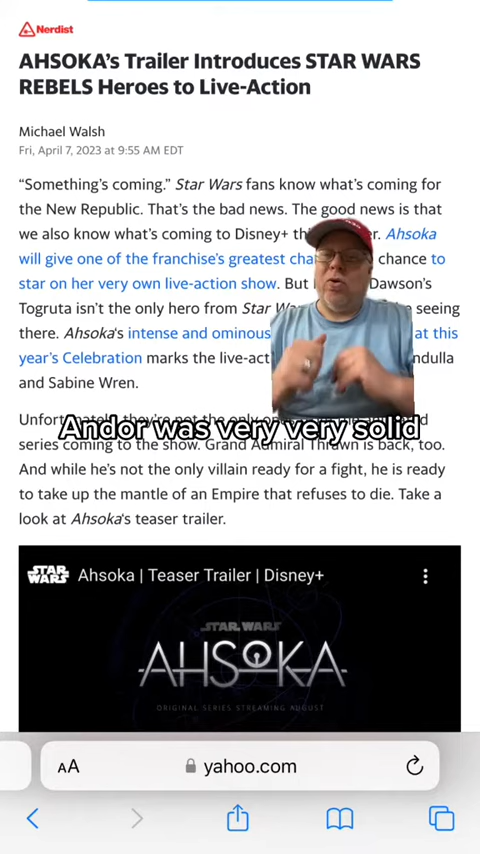 Nerdist
AHSOKA's Trailer Introduces STAR WARS
REBELS Heroes to Live-Action
Michael Walsh
Fri, April 7, 2023 at 9:55 AM EDT
“Something's coming.” Star Wars fans know what's coming for
the New Republic. That's the bad news. The good news is that
we also know what's coming to Disney+ Ahsoka
will give one of the franchise's greatest chance to
star on her very own live-action show. But Dawson's
Togruta isn't the only hero from Star seeing
there. Ahsoka's intense and ominous at this
year's Celebration marks the
and Sabine Wren.
Andor was very very solid
series coming to the show. Grand Admiral Thrawn is back, too.
And while he's not the only villain ready for a fight, he is ready
to take up the mantle of an Empire that refuses to die. Take a
look at Ahsoka's teaser trailer.
STAR WARS Ahsoka | Teaser Trailer | Disney+
STAR WARS
AHSOKA
ORIGINAL SERIES STREAMING AUGUST
AA yahoo.com